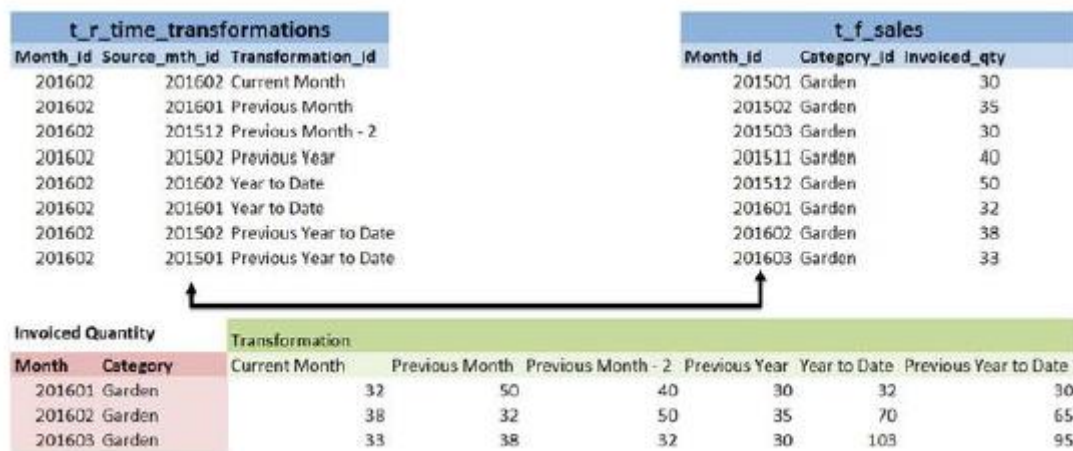 t_r_time_transformations
Month_id Source_mth_id Transformation_id
201602 201602 Current Month
201602 201601 Previous Month
201602 201512 Previous Month - 2
201602 201502 Previous Year
201602 201602 Year to Date
201602 201601 Year to Date
201602 201502 Previous Year to Date
201602 201501 Previous Year to Date
t_f_sales
Month_id Category_id Invoiced_qty
201501 Garden 30
201502 Garden 35
201503 Garden 30
201511 Garden 40
201512 Garden 50
201601 Garden 32
201602 Garden 38
201603 Garden 33
Invoiced Quantity Transformation
Month Category Current Month Previous Month Previous Month - 2 Previous Year Year to Date Previous Year to Date
201601 Garden 32 50 40 30 32 30
201602 Garden 38 32 50 35 70 65
201603 Garden 33 38 32 30 103 95